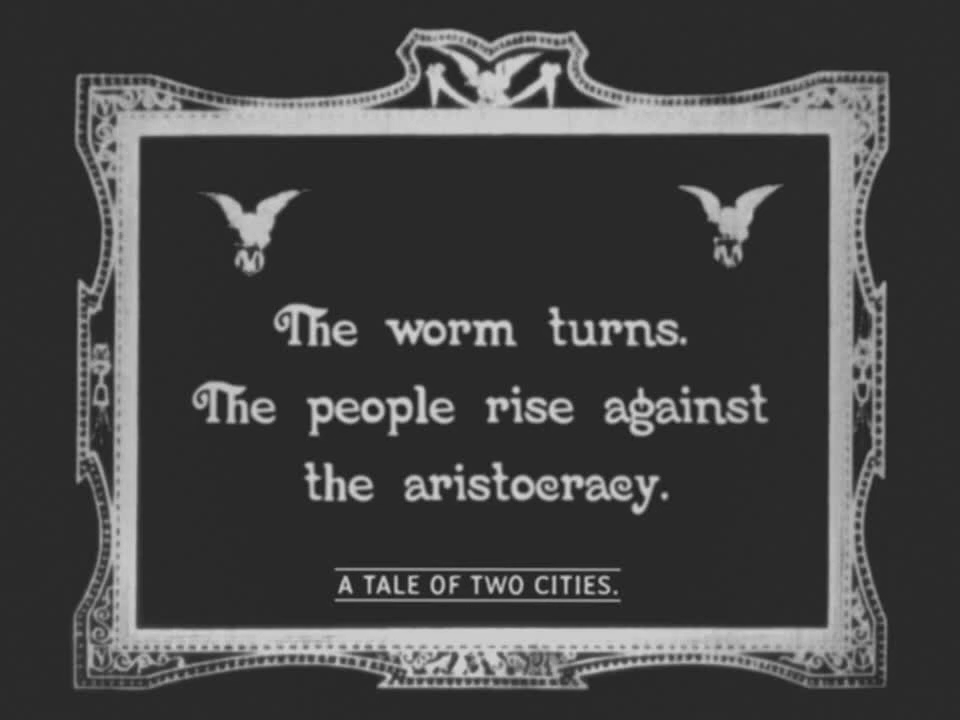 The worm turns.
The people rise against
the aristocracy.
A TALE OF TWO CITIES.